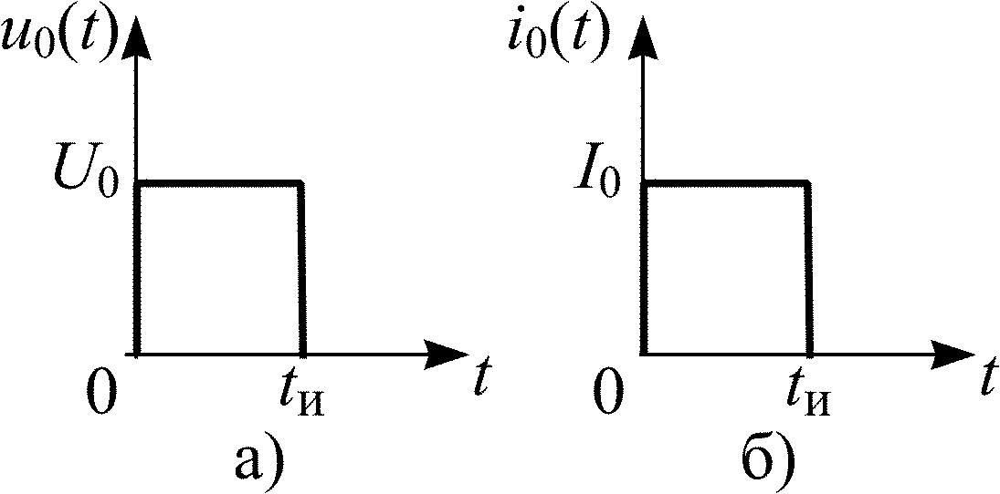 u₀(t) i₀(t)
U₀ I₀
0 tи t 0 tи t
а) б)